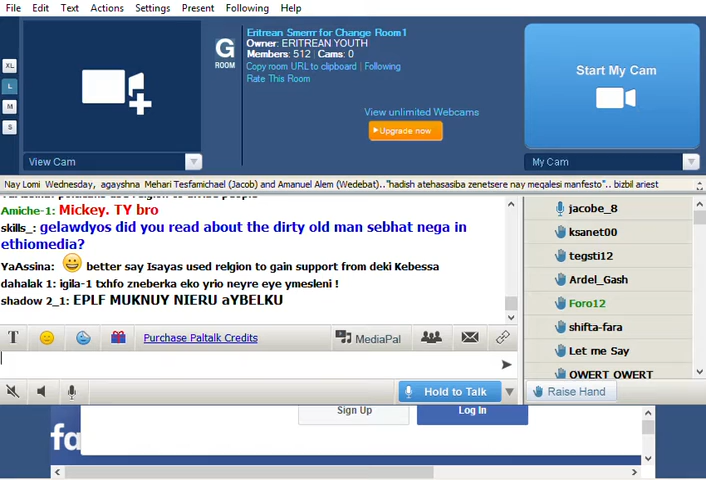 File Edit Text Actions Settings Present Following Help
XL
L
M
S
View Cam
G
ROOM
Eritrean Smerrr for Change Room1
Owner: ERITREAN YOUTH
Members: 512 | Cams: 0
Copy room URL to clipboard | Following
Rate This Room
View unlimited Webcams
Upgrade now
Start My Cam
My Cam
Nay Lomi Wednesday, agayshna Mehari Tesfamichael (Jacob) and Amanuel Alem (Wedebat).."hadish atehasasiba zenetsere nay meqalesi manfesto".. bizbil ariest
Amiche-1: Mickey. TY bro
skills_: gelawdyos did you read about the dirty old man sebhat nega in
ethiomedia?
YaAssina: better say Isayas used relgion to gain support from deki Kebessa
dahalak 1: igila-1 txhfo zneberka eko yrio neyre eye ymesleni !
shadow 2_1: EPLF MUKNUY NIERU aYBELKU
jacobe_8
ksanet00
tegsti12
Ardel_Gash
Foro12
shifta-fara
Let me Say
OWERT OWERT
T
Purchase Paltalk Credits
MediaPal
Hold to Talk
Raise Hand
Sign Up
Log In
fa